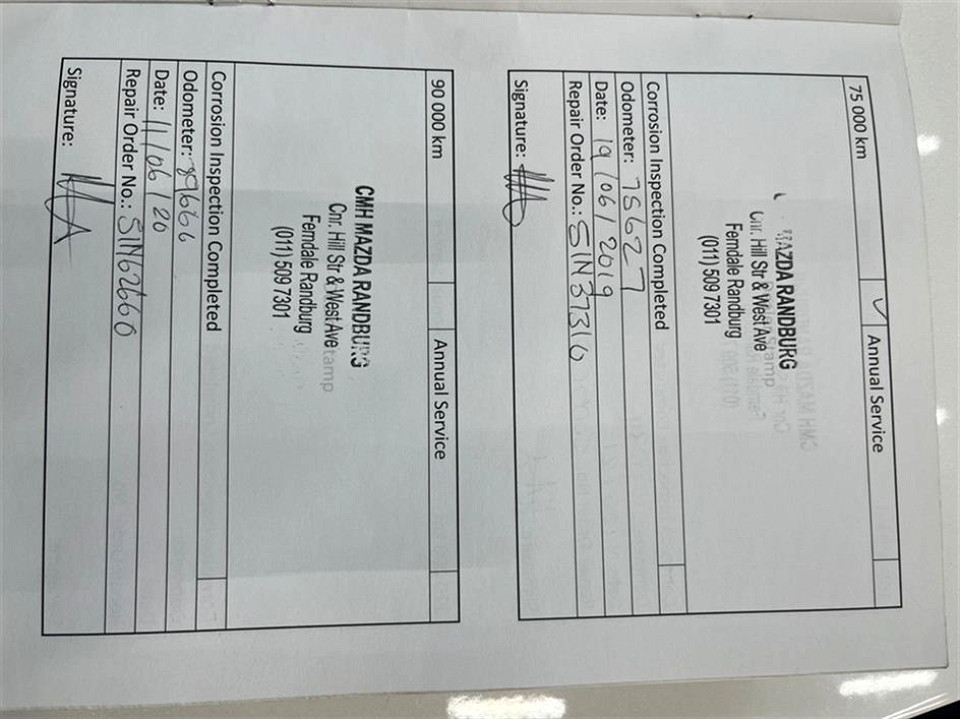 75 000 km ✓ Annual Service
MAZDA RANDBURG
Cnr. Hill Str & West Ave
Stamp
Ferndale Randburg
(011) 509 7301
Corrosion Inspection Completed
Odometer: 75627
Date: 19/06/2019
Repair Order No.: SIN37316
Signature:
90 000 km Annual Service
CMH MAZDA RANDBURG
Cnr. Hill Str & West Ave
Stamp
Ferndale Randburg
(011) 509 7301
Corrosion Inspection Completed
Odometer: 89666
Date: 11/06/20
Repair Order No.: SIN62660
Signature: